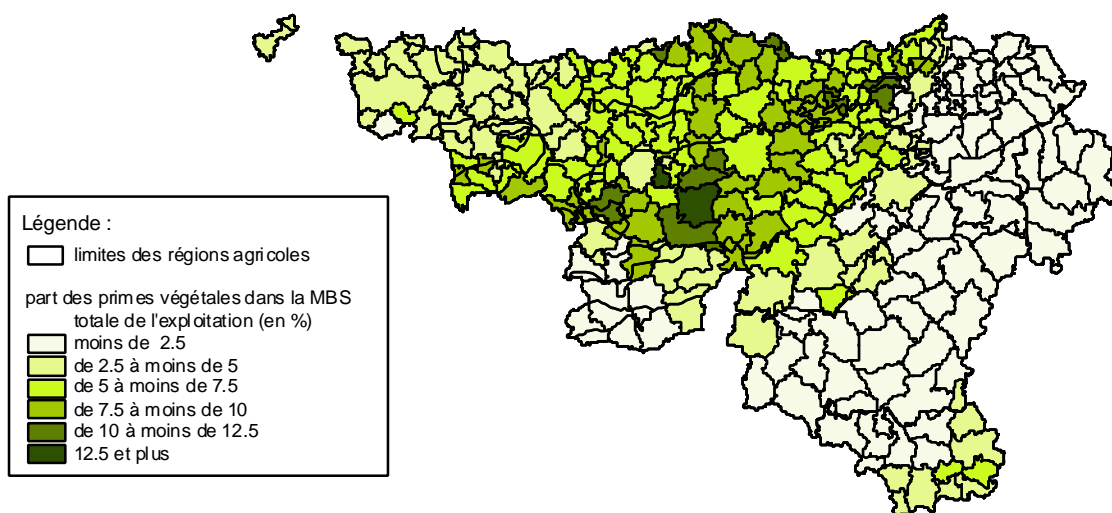 Légende :
limites des régions agricoles
part des primes végétales dans la MBS
totale de l'exploitation (en %)
moins de 2.5
de 2.5 à moins de 5
de 5 à moins de 7.5
de 7.5 à moins de 10
de 10 à moins de 12.5
12.5 et plus